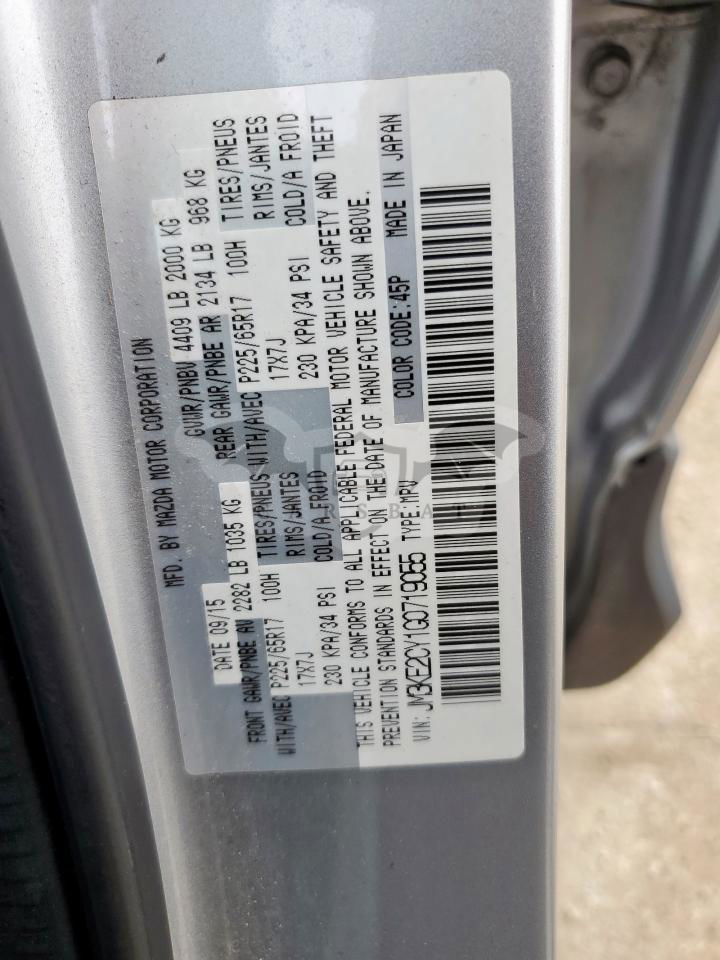 MFD. BY MAZDA MOTOR CORPORATION
DATE 09/15 GVWR/PNBV 4409 LB 2000 KG
FRONT GAWR/PNBE AV 2282 LB 1035 KG REAR GAWR/PNBE AR 2134 LB 968 KG
WITH/AVEC P225/65R17 100H TIRES/PNEUS WITH/AVEC P225/65R17 100H TIRES/PNEUS
17X7J RIMS/JANTES 17X7J RIMS/JANTES
230 KPA/34 PSI COLD/A FROID 230 KPA/34 PSI COLD/A FROID
THIS VEHICLE CONFORMS TO ALL APPLICABLE FEDERAL MOTOR VEHICLE SAFETY AND THEFT
PREVENTION STANDARDS IN EFFECT ON THE DATE OF MANUFACTURE SHOWN ABOVE.
VIN: JM3KE2CY1G0719055 TYPE:MPV COLOR CODE:45P MADE IN JAPAN
RSBAT